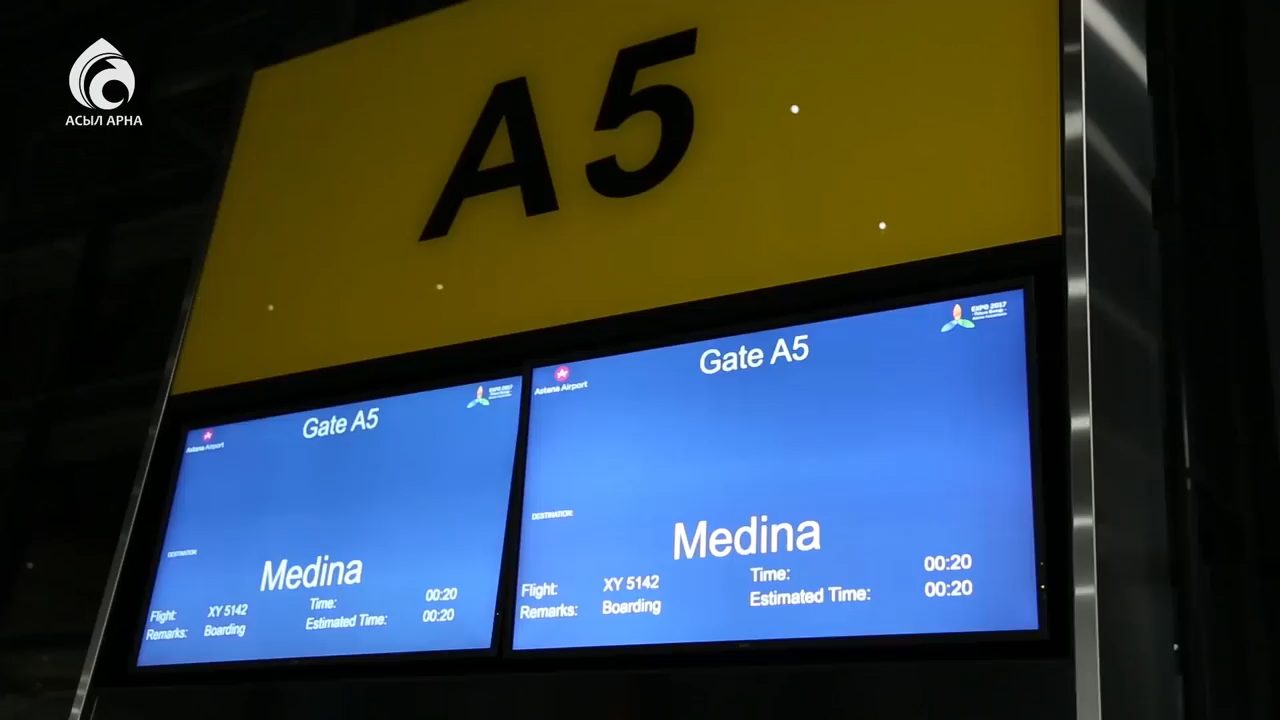 АСЫЛ АРНА
A5
Astana Airport
Gate A5
EXPO 2017
DESTINATION:
Medina
Flight: XY 5142 Time: 00:20
Remarks: Boarding Estimated Time: 00:20
Astana Airport
Gate A5
EXPO 2017
DESTINATION:
Medina
Flight: XY 5142 Time: 00:20
Remarks: Boarding Estimated Time: 00:20